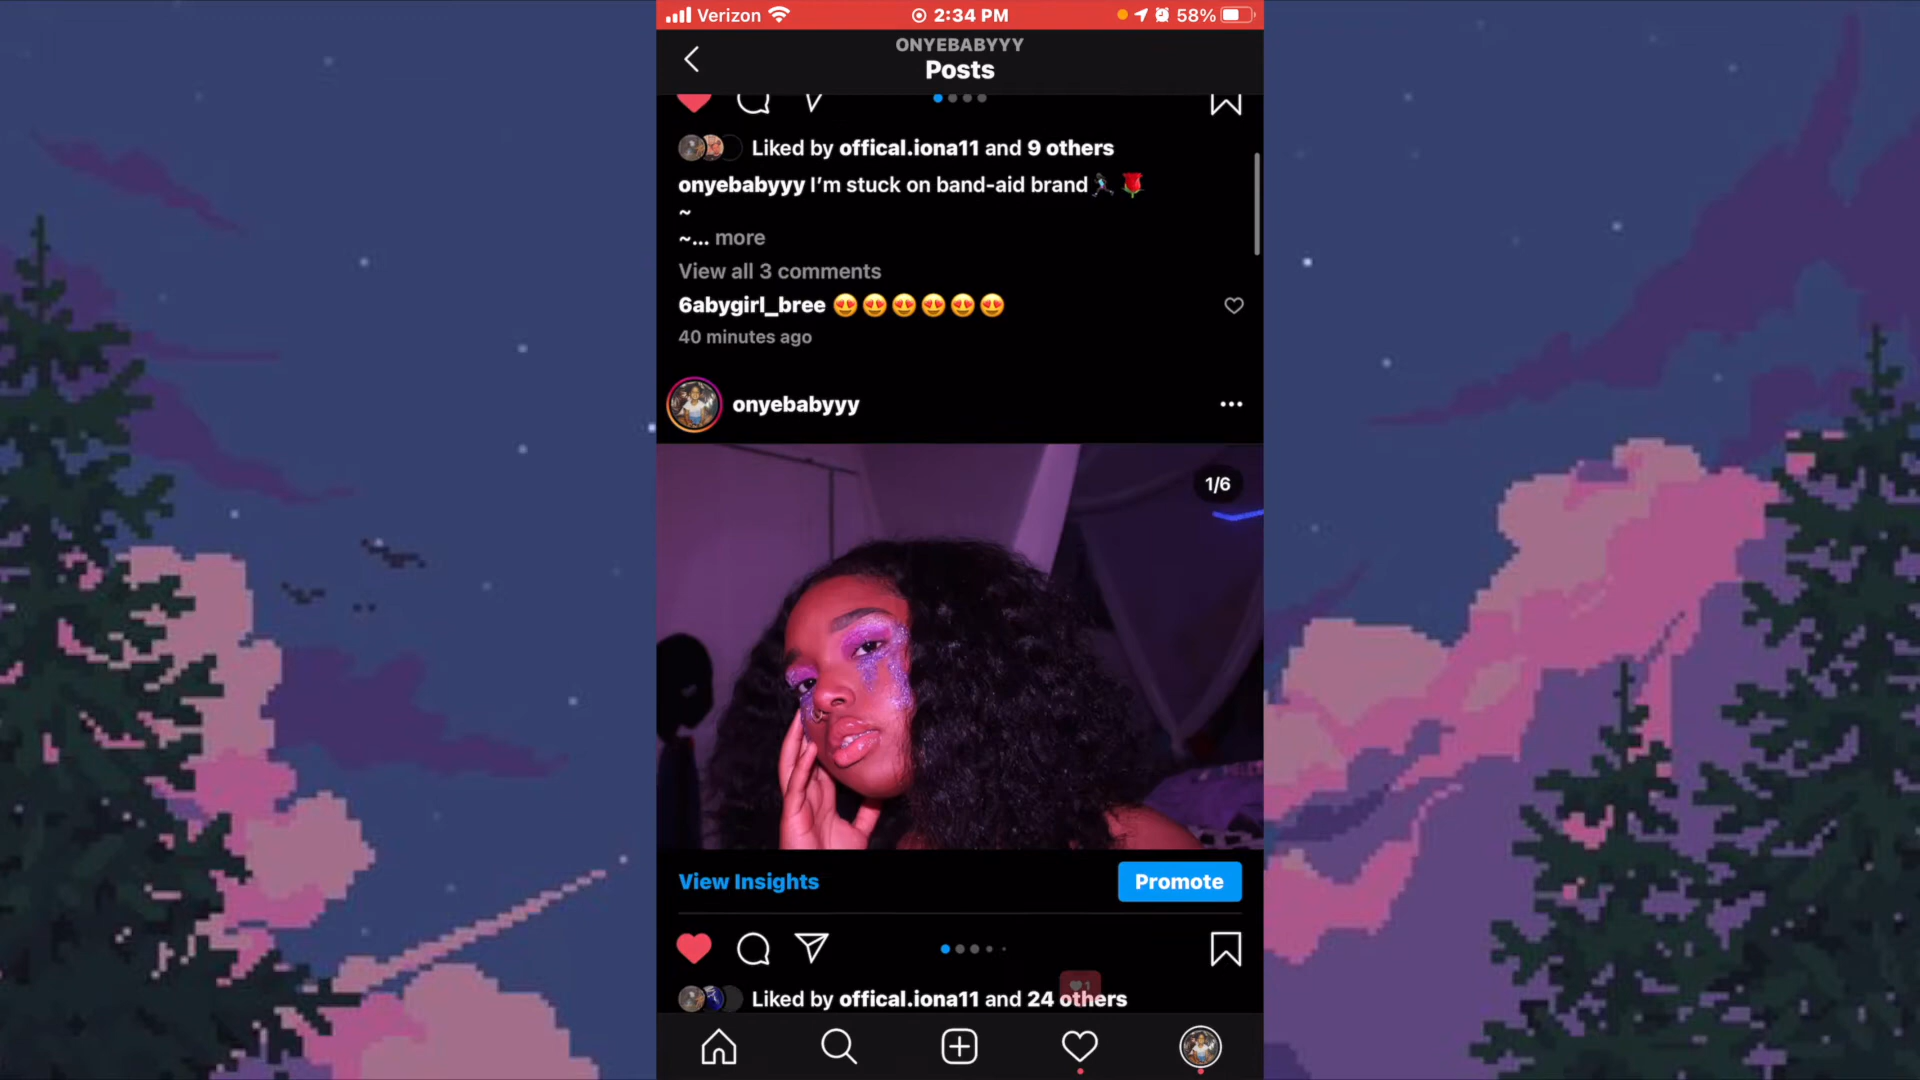 Verizon 2:34 PM 58%
ONYEBABYYY
Posts
Liked by offical.iona11 and 9 others
onyebabyyy I’m stuck on band-aid brand🏃🏿‍♀️🌹
~
~... more
View all 3 comments
6abygirl_bree 😍😍😍😍😍😍
40 minutes ago
onyebabyyy
1/6
View Insights
Promote
1
Liked by offical.iona11 and 24 others